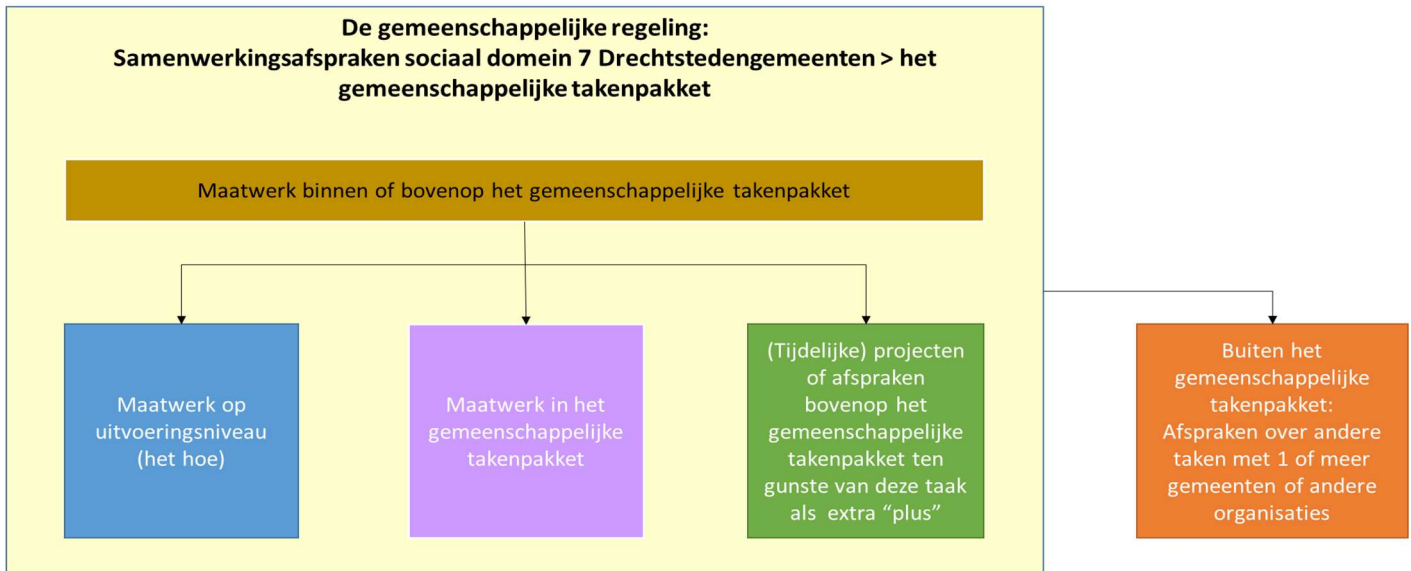 De gemeenschappelijke regeling:
Samenwerkingsafspraken sociaal domein 7 Drechtstedengemeenten > het
gemeenschappelijke takenpakket
Maatwerk binnen of bovenop het gemeenschappelijke takenpakket
Maatwerk op
uitvoeringsniveau
(het hoe)
Maatwerk in het
gemeenschappelijke
takenpakket
(Tijdelijke) projecten
of afspraken
bovenop het
gemeenschappelijke
takenpakket ten
gunste van deze taak
als extra “plus”
Buiten het
gemeenschappelijke
takenpakket:
Afspraken over andere
taken met 1 of meer
gemeenten of andere
organisaties